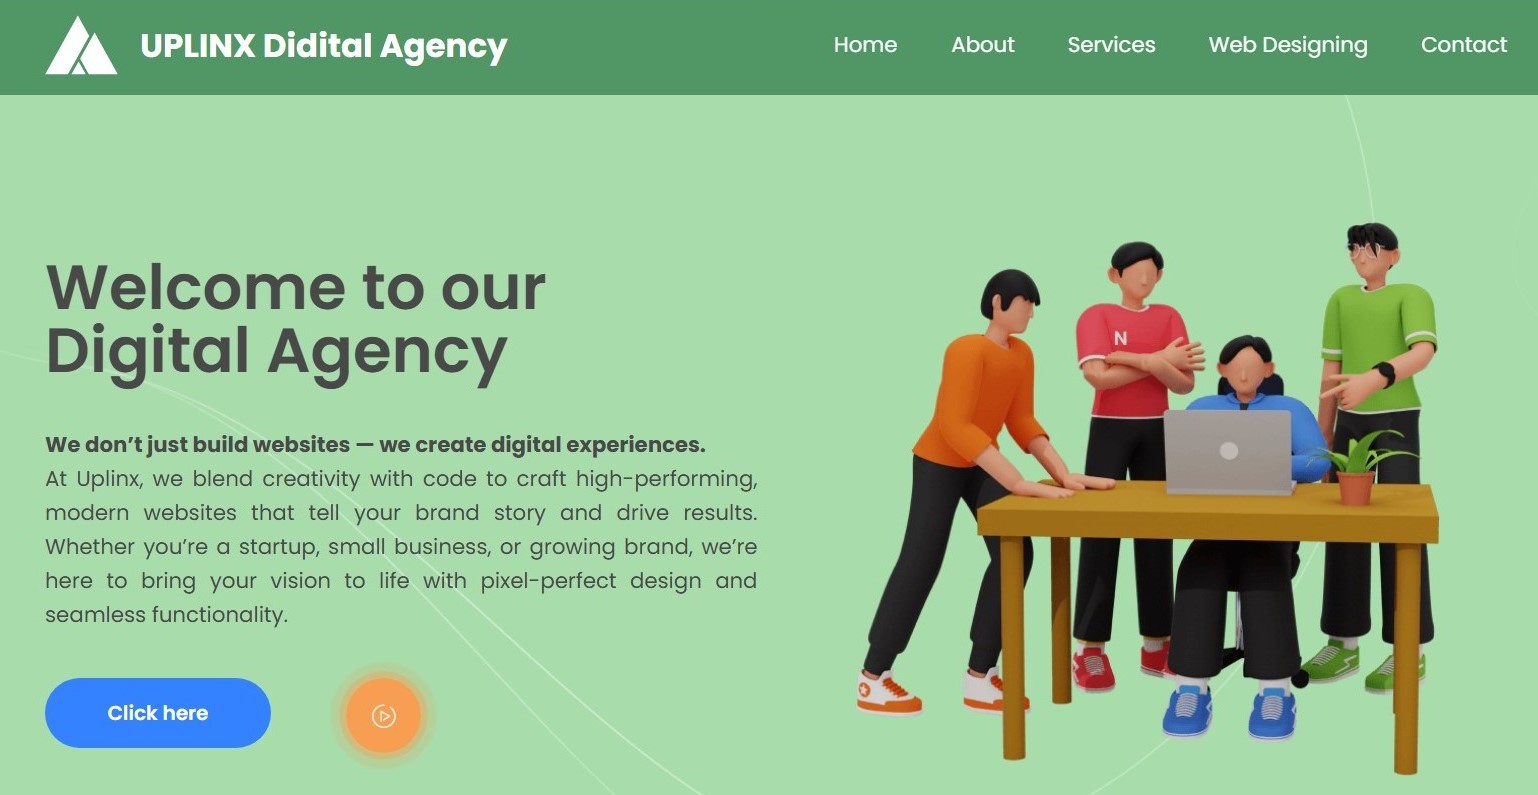 UPLINX Didital Agency
Home About Services Web Designing Contact
Welcome to our
Digital Agency
We don’t just build websites — we create digital experiences.
At Uplinx, we blend creativity with code to craft high-performing,
modern websites that tell your brand story and drive results.
Whether you’re a startup, small business, or growing brand, we’re
here to bring your vision to life with pixel-perfect design and
seamless functionality.
Click here
N